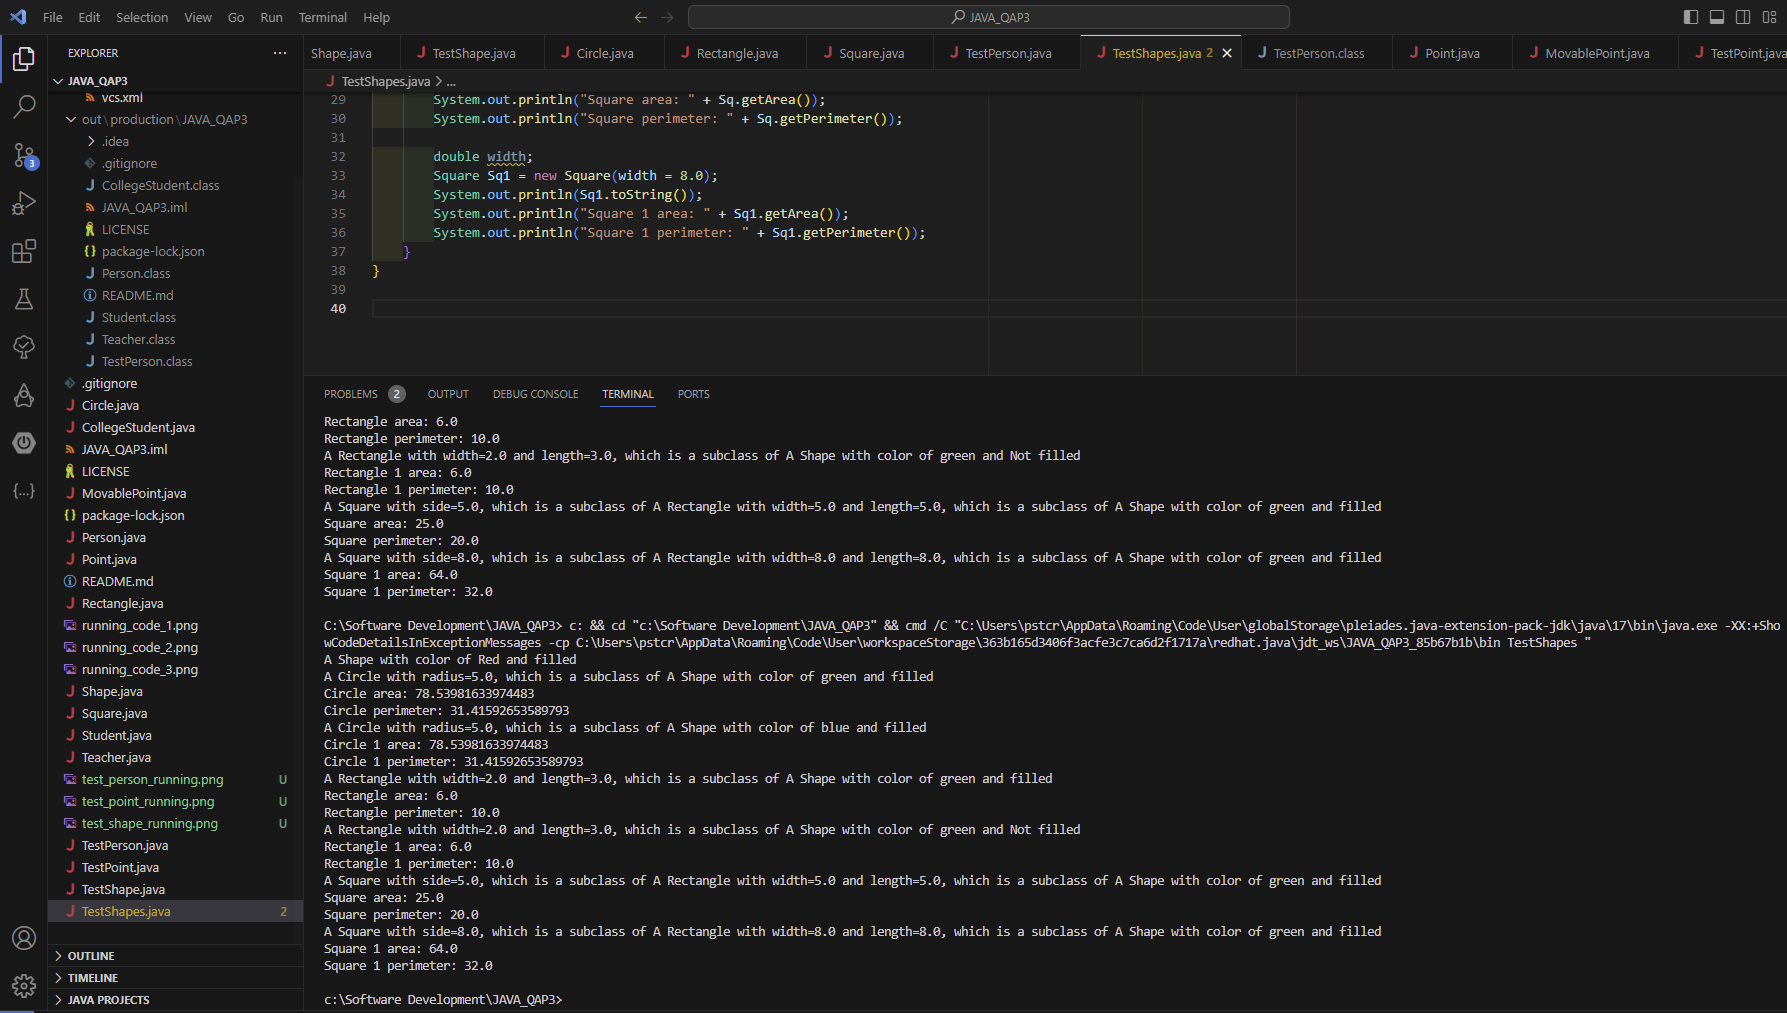 File Edit Selection View Go Run Terminal Help
JAVA_QAP3
EXPLORER
JAVA_QAP3
vcs.xml
out\production\JAVA_QAP3
.idea
.gitignore
CollegeStudent.class
JAVA_QAP3.iml
LICENSE
package-lock.json
Person.class
README.md
Student.class
Teacher.class
TestPerson.class
.gitignore
Circle.java
CollegeStudent.java
JAVA_QAP3.iml
LICENSE
MovablePoint.java
package-lock.json
Person.java
Point.java
README.md
Rectangle.java
running_code_1.png
running_code_2.png
running_code_3.png
Shape.java
Square.java
Student.java
Teacher.java
test_person_running.png U
test_point_running.png U
test_shape_running.png U
TestPerson.java
TestPoint.java
TestShape.java
TestShapes.java 2
OUTLINE
TIMELINE
JAVA PROJECTS
3
Shape.java TestShape.java Circle.java Rectangle.java Square.java TestPerson.java TestShapes.java 2 TestPerson.class Point.java MovablePoint.java TestPoint.java
TestShapes.java > ...
29 System.out.println("Square area: " + Sq.getArea());
30 System.out.println("Square perimeter: " + Sq.getPerimeter());
31
32 double width;
33 Square Sq1 = new Square(width = 8.0);
34 System.out.println(Sq1.toString());
35 System.out.println("Square 1 area: " + Sq1.getArea());
36 System.out.println("Square 1 perimeter: " + Sq1.getPerimeter());
37 }
38 }
39
40
PROBLEMS 2 OUTPUT DEBUG CONSOLE TERMINAL PORTS
Rectangle area: 6.0
Rectangle perimeter: 10.0
A Rectangle with width=2.0 and length=3.0, which is a subclass of A Shape with color of green and Not filled
Rectangle 1 area: 6.0
Rectangle 1 perimeter: 10.0
A Square with side=5.0, which is a subclass of A Rectangle with width=5.0 and length=5.0, which is a subclass of A Shape with color of green and filled
Square area: 25.0
Square perimeter: 20.0
A Square with side=8.0, which is a subclass of A Rectangle with width=8.0 and length=8.0, which is a subclass of A Shape with color of green and filled
Square 1 area: 64.0
Square 1 perimeter: 32.0
C:\Software Development\JAVA_QAP3> c: && cd "c:\Software Development\JAVA_QAP3" && cmd /C "C:\Users\pstcr\AppData\Roaming\Code\User\globalStorage\pleiades.java-extension-pack-jdk\java\17\bin\java.exe -XX:+Sho
wCodeDetailsInExceptionMessages -cp C:\Users\pstcr\AppData\Roaming\Code\User\workspaceStorage\363b165d3406f3acfe3c7ca6d2f1717a\redhat.java\jdt_ws\JAVA_QAP3_85b67b1b\bin TestShapes "
A Shape with color of Red and filled
A Circle with radius=5.0, which is a subclass of A Shape with color of green and filled
Circle area: 78.53981633974483
Circle perimeter: 31.41592653589793
A Circle with radius=5.0, which is a subclass of A Shape with color of blue and filled
Circle 1 area: 78.53981633974483
Circle 1 perimeter: 31.41592653589793
A Rectangle with width=2.0 and length=3.0, which is a subclass of A Shape with color of green and filled
Rectangle area: 6.0
Rectangle perimeter: 10.0
A Rectangle with width=2.0 and length=3.0, which is a subclass of A Shape with color of green and Not filled
Rectangle 1 area: 6.0
Rectangle 1 perimeter: 10.0
A Square with side=5.0, which is a subclass of A Rectangle with width=5.0 and length=5.0, which is a subclass of A Shape with color of green and filled
Square area: 25.0
Square perimeter: 20.0
A Square with side=8.0, which is a subclass of A Rectangle with width=8.0 and length=8.0, which is a subclass of A Shape with color of green and filled
Square 1 area: 64.0
Square 1 perimeter: 32.0
c:\Software Development\JAVA_QAP3>